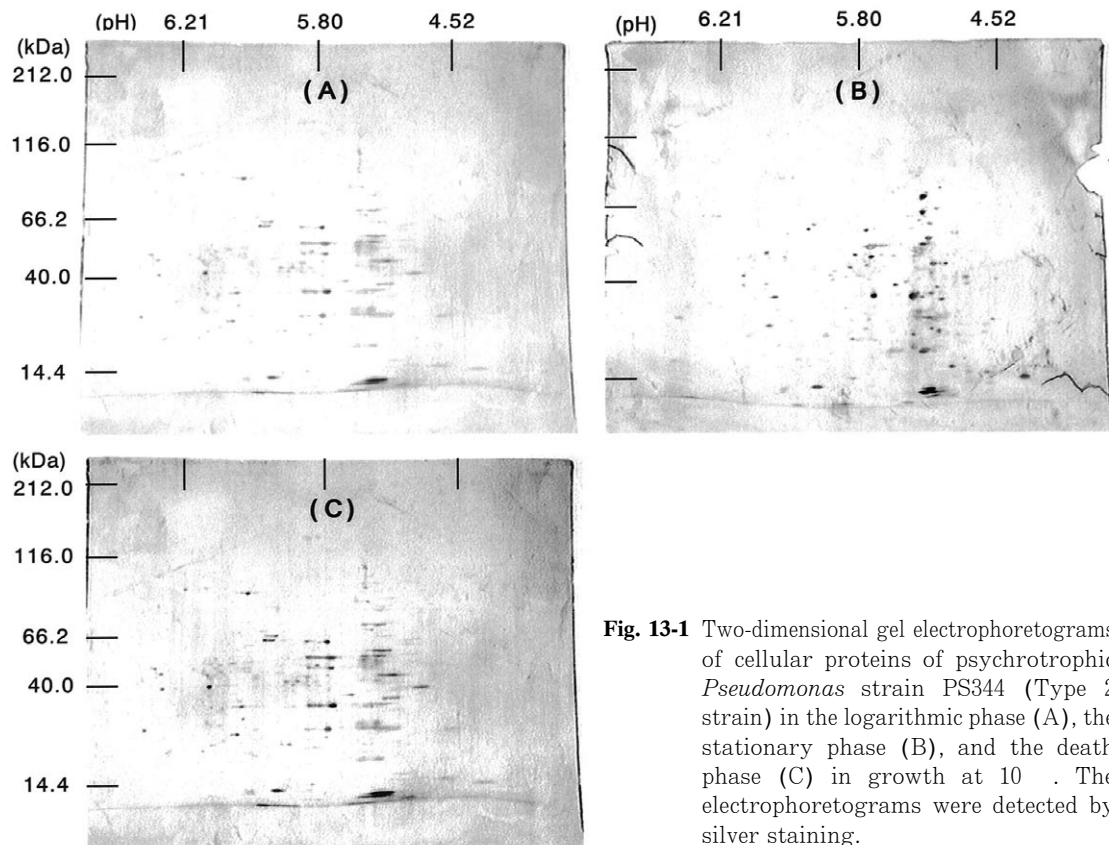 (pH) 6.21 5.80 4.52
(kDa)
212.0
(A)
116.0
66.2
40.0
14.4
(pH) 6.21 5.80 4.52
(B)
(kDa)
212.0
(C)
116.0
66.2
40.0
14.4
Fig. 13-1 Two-dimensional gel electrophoretograms
of cellular proteins of psychrotrophic
Pseudomonas strain PS344 (Type 2
strain) in the logarithmic phase (A), the
stationary phase (B), and the death
phase (C) in growth at 10 . The
electrophoretograms were detected by
silver staining.